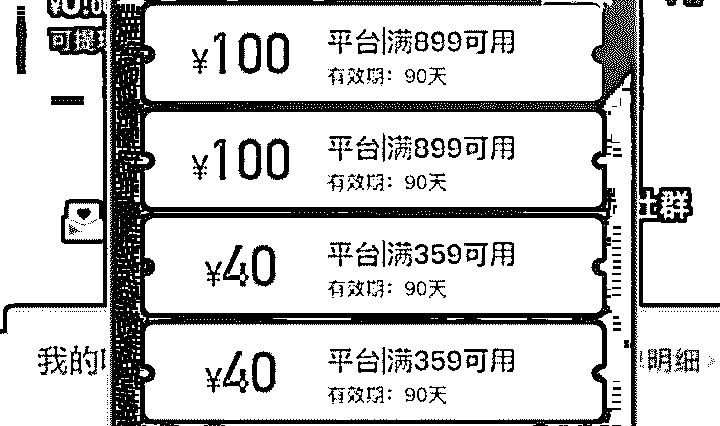 可提现
¥100
平台|满899可用
有效期：90天
¥100
平台|满899可用
有效期：90天
社群
¥40
平台|满359可用
有效期：90天
我的
明细
¥40
平台|满359可用
有效期：90天